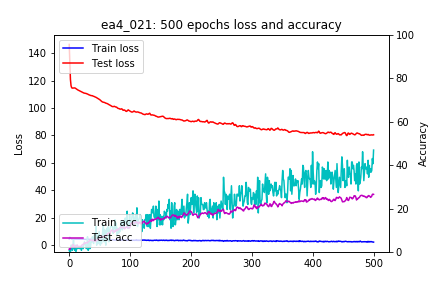 ea4_021: 500 epochs loss and accuracy
Train loss
Test loss
Train acc
Test acc
Loss
Accuracy
140
120
100
80
60
40
20
0
100
80
60
40
20
0
0
100
200
300
400
500